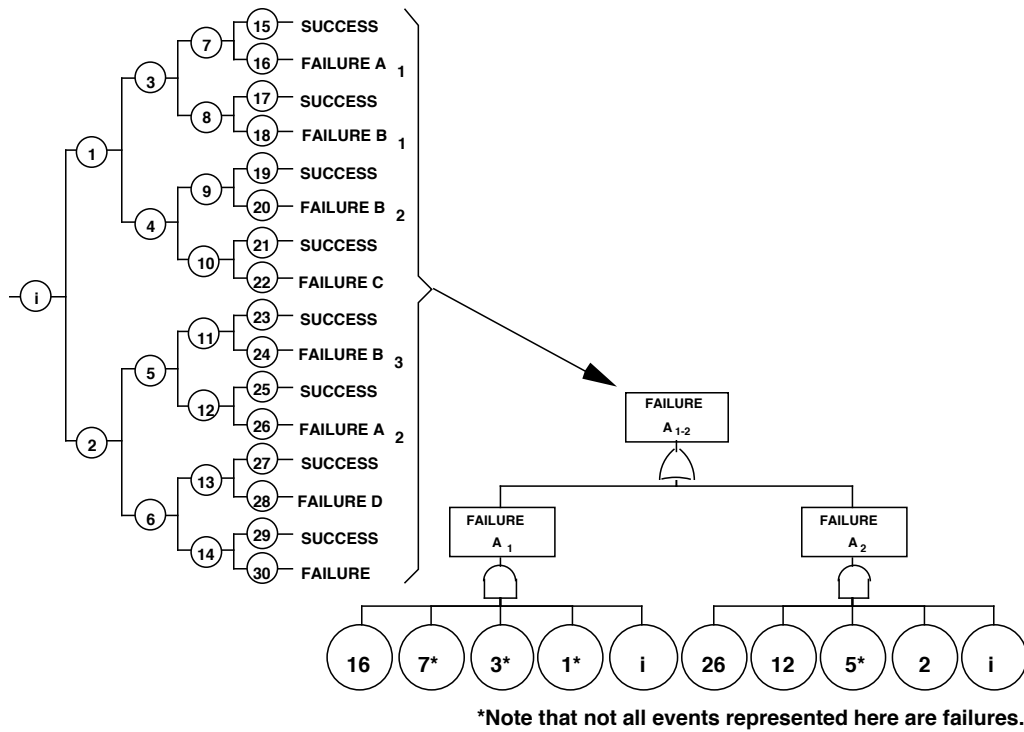 15 SUCCESS
7
16 FAILURE A 1
3
17 SUCCESS
8
18 FAILURE B 1
1
19 SUCCESS
9
20 FAILURE B 2
4
21 SUCCESS
10
22 FAILURE C
i
23 SUCCESS
11
24 FAILURE B 3
5
25 SUCCESS
12
26 FAILURE A 2
2
27 SUCCESS
13
28 FAILURE D
6
29 SUCCESS
14
30 FAILURE
FAILURE
A 1-2
FAILURE
A 1
FAILURE
A 2
16 7* 3* 1* i 26 12 5* 2 i
*Note that not all events represented here are failures.